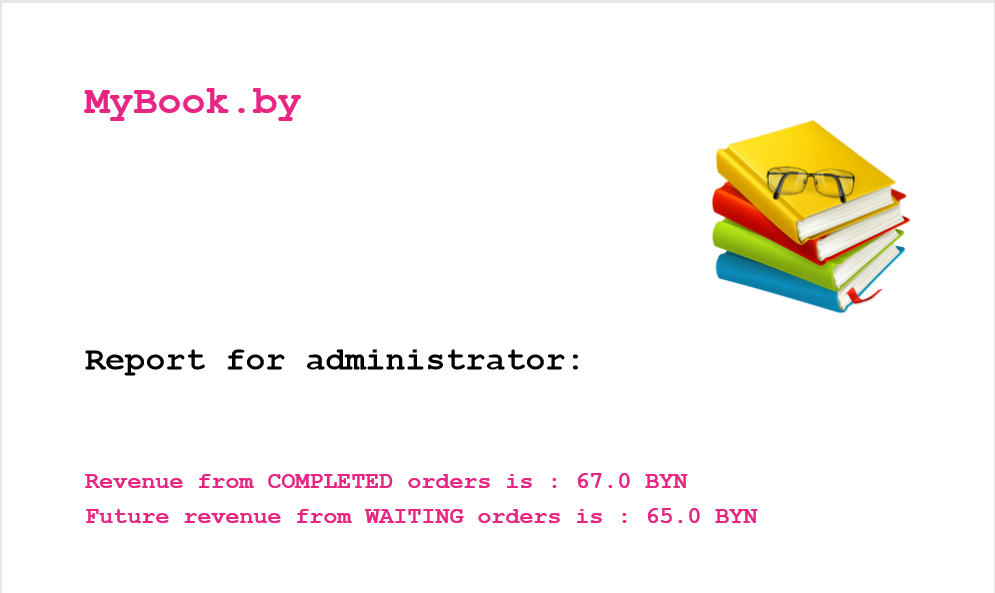 MyBook.by
Report for administrator:
Revenue from COMPLETED orders is : 67.0 BYN
Future revenue from WAITING orders is : 65.0 BYN